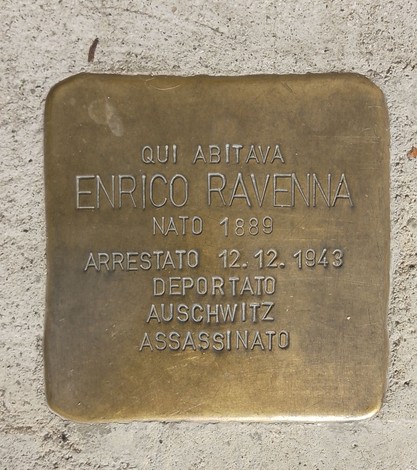 QUI ABITAVA
ENRICO RAVENNA
NATO 1889
ARRESTATO 12.12.1943
DEPORTATO
AUSCHWITZ
ASSASSINATO